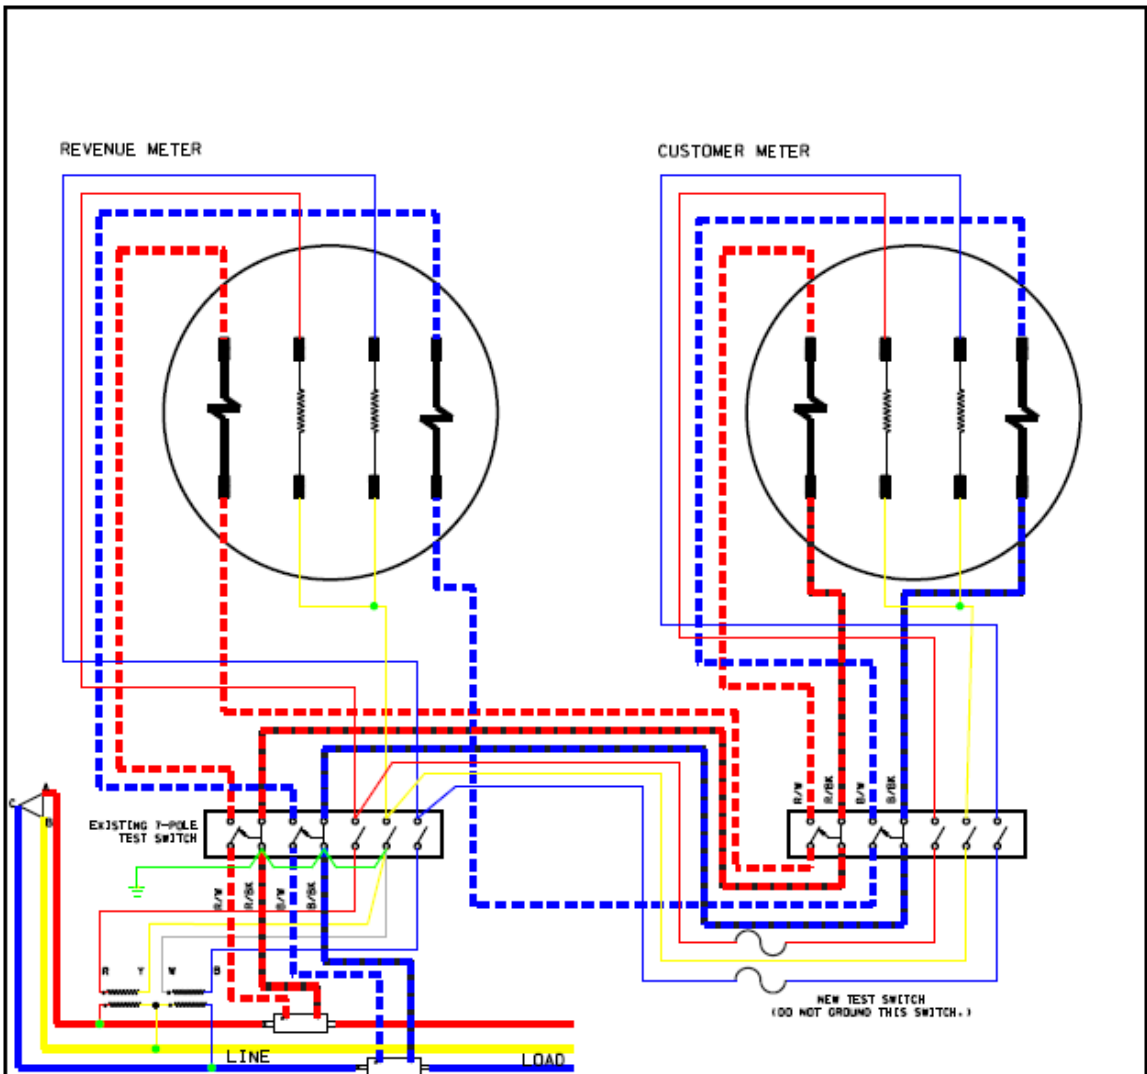 REVENUE METER
CUSTOMER METER
R/W
R/BK
B/W
B/BK
C
A
B
EXISTING 7-POLE
TEST SWITCH
R/W
R/BK
B/W
B/BK
R Y W B
NEW TEST SWITCH
(DO NOT GROUND THIS SWITCH.)
LINE
LOAD